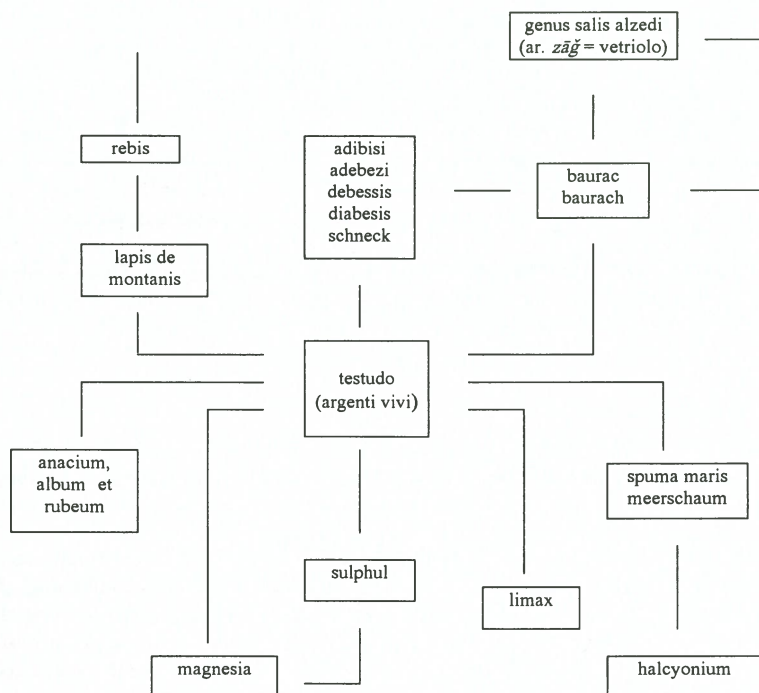 genus salis alzedi
(ar. zāǧ = vetriolo)
rebis
adibisi
adebezi
debessis
diabesis
schneck
baurac
baurach
lapis de
montanis
testudo
(argenti vivi)
anacium,
album et
rubeum
spuma maris
meerschaum
sulphul
limax
magnesia
halcyonium